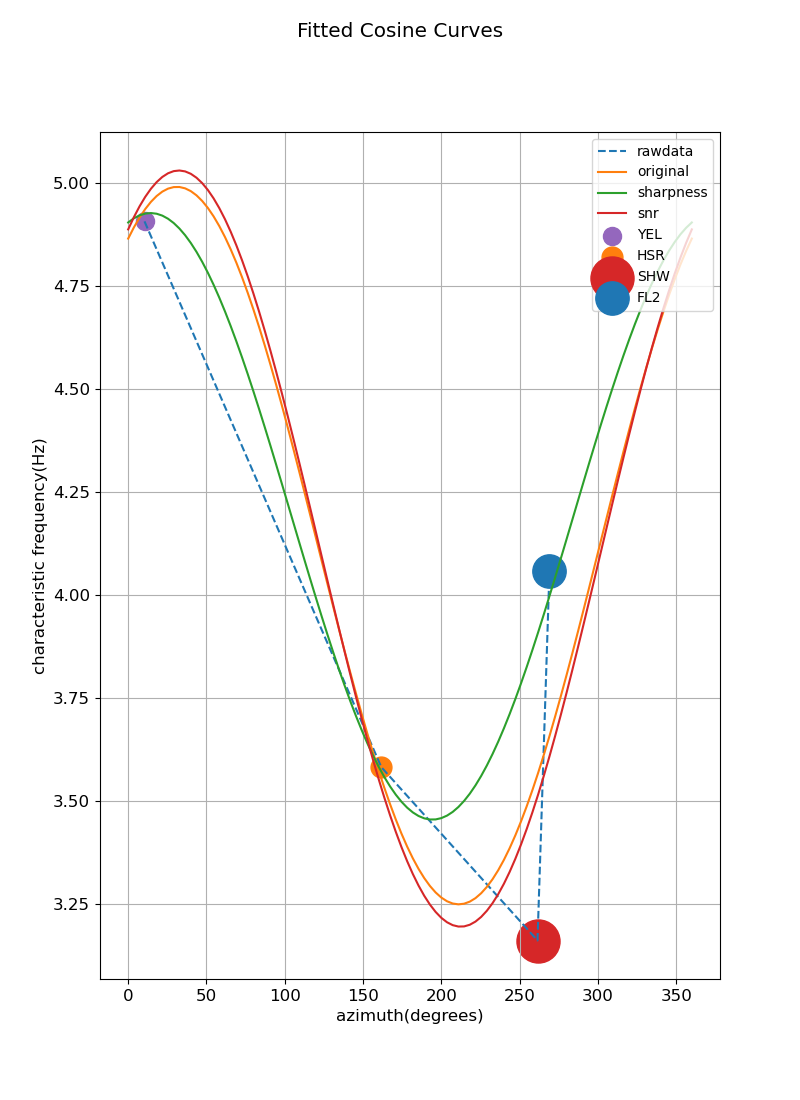 Fitted Cosine Curves
rawdata
original
sharpness
snr
YEL
HSR
SHW
FL2
characteristic frequency(Hz)
5.00
4.75
4.50
4.25
4.00
3.75
3.50
3.25
0 50 100 150 200 250 300 350
azimuth(degrees)